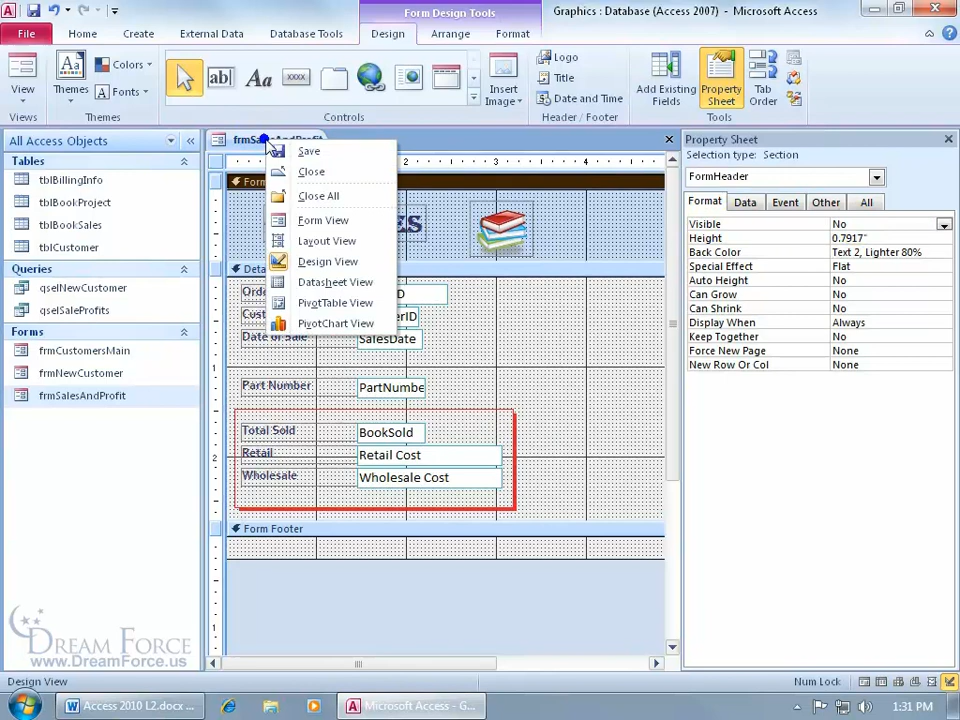 Form Design Tools
Graphics : Database (Access 2007) - Microsoft Access
File Home Create External Data Database Tools Design Arrange Format
View
Views
Themes
Colors
Fonts
Themes
ab|
Aa
xxxx
Insert Image
Controls
Logo
Title
Date and Time
Header / Footer
Add Existing Fields
Property Sheet
Tab Order
Tools
All Access Objects
Tables
tblBillingInfo
tblBookProject
tblBookSales
tblCustomer
Queries
qselNewCustomer
qselSaleProfits
Forms
frmCustomersMain
frmNewCustomer
frmSalesAndProfit
Save
Close
Close All
Form View
Layout View
Design View
Datasheet View
PivotTable View
PivotChart View
Date of Sale SalesDate
Part Number PartNumbe
Total Sold BookSold
Retail Retail Cost
Wholesale Wholesale Cost
Form Footer
Property Sheet
Selection type: Section
FormHeader
Format Data Event Other All
Visible No
Height 0.7917"
Back Color Text 2, Lighter 80%
Special Effect Flat
Auto Height No
Can Grow No
Can Shrink No
Display When Always
Keep Together Yes
Force New Page None
New Row Or Col None
DREAM FORCE
www.DreamForce.us
Design View
Num Lock
Access 2010 L2.docx ...
Microsoft Access - G...
1:31 PM